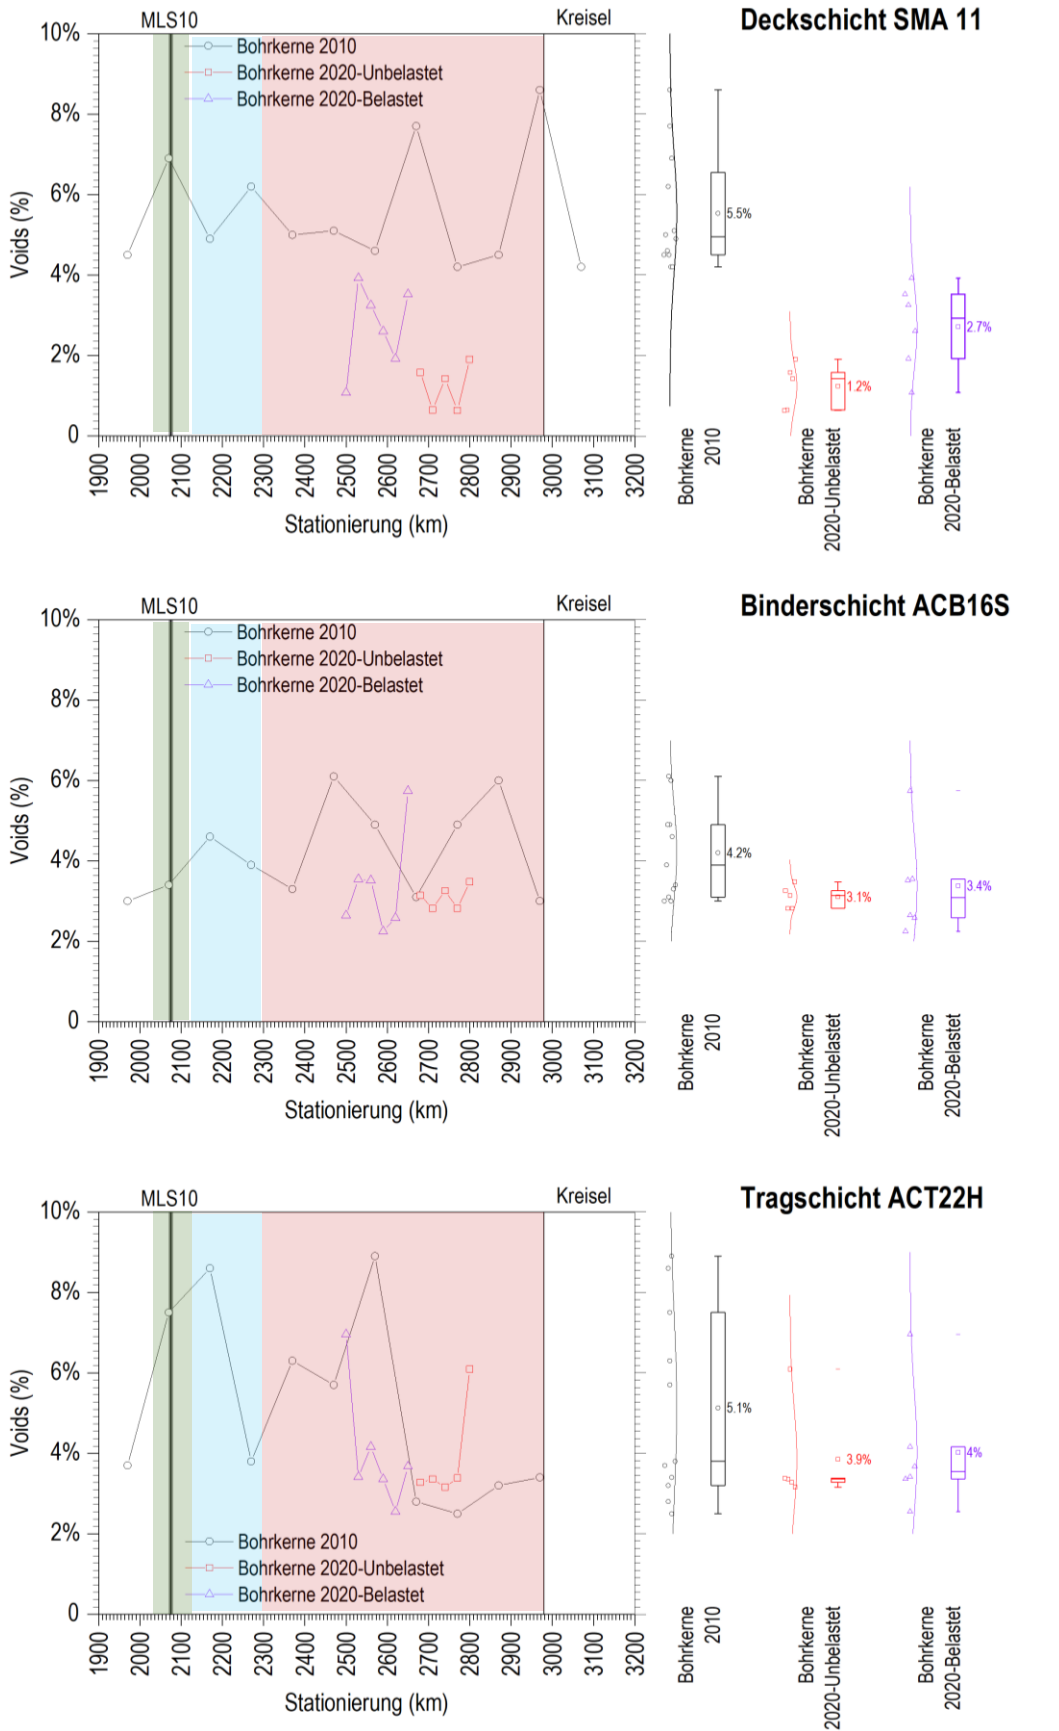 Deckschicht SMA 11
MLS10
Kreisel
Bohrkerne 2010
Bohrkerne 2020-Unbelastet
Bohrkerne 2020-Belastet
10%
8%
6%
4%
2%
0
Voids (%)
1900 2000 2100 2200 2300 2400 2500 2600 2700 2800 2900 3000 3100 3200
Stationierung (km)
5.5%
1.2%
2.7%
Bohrkerne
2010
Bohrkerne
2020-Unbelastet
Bohrkerne
2020-Belastet
Binderschicht ACB16S
MLS10
Kreisel
Bohrkerne 2010
Bohrkerne 2020-Unbelastet
Bohrkerne 2020-Belastet
10%
8%
6%
4%
2%
0
Voids (%)
1900 2000 2100 2200 2300 2400 2500 2600 2700 2800 2900 3000 3100 3200
Stationierung (km)
4.2%
3.1%
3.4%
Bohrkerne
2010
Bohrkerne
2020-Unbelastet
Bohrkerne
2020-Belastet
Tragschicht ACT22H
MLS10
Kreisel
10%
8%
6%
4%
2%
0
Voids (%)
Bohrkerne 2010
Bohrkerne 2020-Unbelastet
Bohrkerne 2020-Belastet
1900 2000 2100 2200 2300 2400 2500 2600 2700 2800 2900 3000 3100 3200
Stationierung (km)
5.1%
3.9%
4%
Bohrkerne
2010
Bohrkerne
2020-Unbelastet
Bohrkerne
2020-Belastet